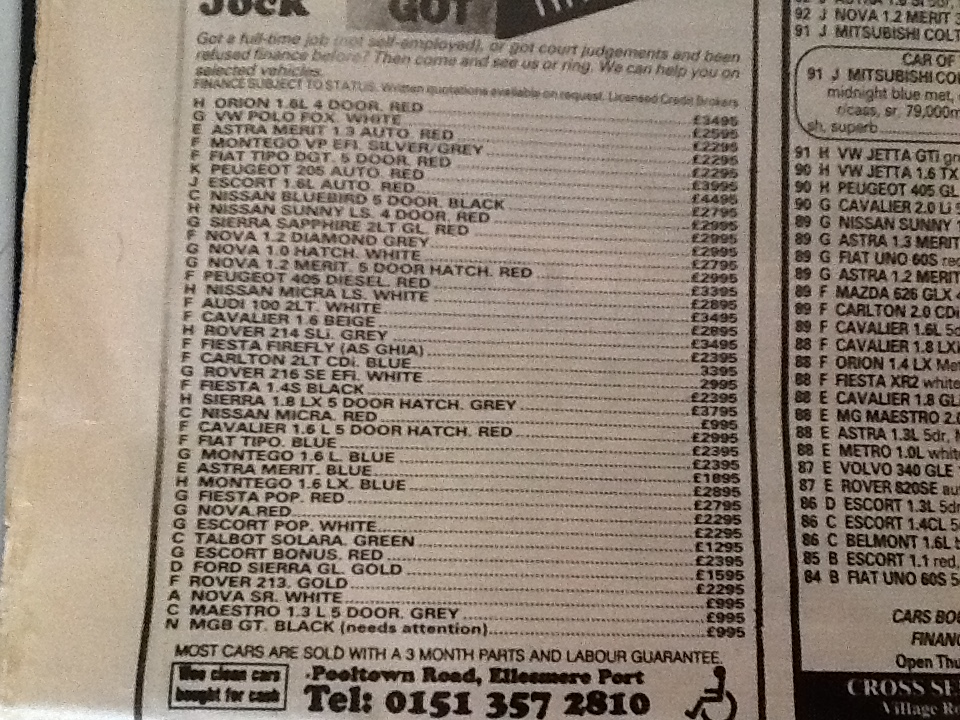 Jock GOT
Got a full-time job (not self-employed), or got court judgements and been
refused finance before? Then come and see us or ring. We can help you on
selected vehicles.
FINANCE SUBJECT TO STATUS. Written quotations available on request. Licensed Credit Brokers
H ORION 1.6L 4 DOOR. RED £3495
G VW POLO FOX. WHITE £2595
E ASTRA MERIT 1.3 AUTO. RED £2295
F MONTEGO VP EFI. SILVER/GREY £2295
F FIAT TIPO DGT. 5 DOOR. RED £2295
K PEUGEOT 205 AUTO. RED £3995
J ESCORT 1.6L AUTO. RED £4495
C NISSAN BLUEBIRD 5 DOOR. BLACK £2795
H NISSAN SUNNY LS. 4 DOOR. RED £2995
G SIERRA SAPPHIRE 2LT GL. RED £2995
F NOVA 1.2 DIAMOND GREY £2995
G NOVA 1.0 HATCH. WHITE £2795
G NOVA 1.2 MERIT. 5 DOOR HATCH. RED £2995
F PEUGEOT 405 DIESEL. RED £3395
H NISSAN MICRA LS. WHITE £2895
F AUDI 100 2LT. WHITE £3495
F CAVALIER 1.6 BEIGE £2895
H ROVER 214 SLi. GREY £3495
F FIESTA FIREFLY (AS GHIA) £2395
F CARLTON 2LT CDi. BLUE 3395
G ROVER 216 SE EFI. WHITE 2995
F FIESTA 1.4S BLACK £2395
H SIERRA 1.8 LX 5 DOOR HATCH. GREY £3795
C NISSAN MICRA. RED £995
F CAVALIER 1.6 L 5 DOOR HATCH. RED £2995
F FIAT TIPO. BLUE £2395
G MONTEGO 1.6 L. BLUE £2395
E ASTRA MERIT. BLUE £1895
H MONTEGO 1.6 LX. BLUE £2895
G FIESTA POP. RED £2795
G NOVA. RED £2295
G ESCORT POP. WHITE £2295
C TALBOT SOLARA. GREEN £1295
G ESCORT BONUS. RED £2395
D FORD SIERRA GL. GOLD £1595
F ROVER 213. GOLD £2295
A NOVA SR. WHITE £995
C MAESTRO 1.3 L 5 DOOR. GREY £995
N MGB GT. BLACK (needs attention) £995
MOST CARS ARE SOLD WITH A 3 MONTH PARTS AND LABOUR GUARANTEE.
We clean cars
bought for cash
Pooltown Road, Ellesmere Port
Tel: 0151 357 2810
92 J NOVA 1.2 MERIT
91 J MITSUBISHI COLT
CAR OF
91 J MITSUBISHI CO
midnight blue met,
r/cass, sr, 79,000m
sh, superb
91 H VW JETTA GTi
90 H VW JETTA 1.6 TX
90 H PEUGEOT 405 GL
90 G CAVALIER 2.0 Li
89 G NISSAN SUNNY
89 G ASTRA 1.3 MERIT
89 G FIAT UNO 60S
89 G ASTRA 1.2 MERIT
89 F MAZDA 626 GLX
89 F CARLTON 2.0 CDi
89 F CAVALIER 1.6L
88 F CAVALIER 1.8 LX
88 F ORION 1.4 LX Met
88 F FIESTA XR2 white
88 E CAVALIER 1.8 GL
88 E MG MAESTRO 2.0
88 E ASTRA 1.3L 5dr,
88 E METRO 1.0L white
87 E VOLVO 340 GLE
87 E ROVER 820SE
86 D ESCORT 1.3L 5dr
86 C ESCORT 1.4CL
86 C BELMONT 1.6L
85 B ESCORT 1.1 red,
84 B FIAT UNO 60S
CARS BO
FINANC
Open Thu
CROSS SE
Village Ro